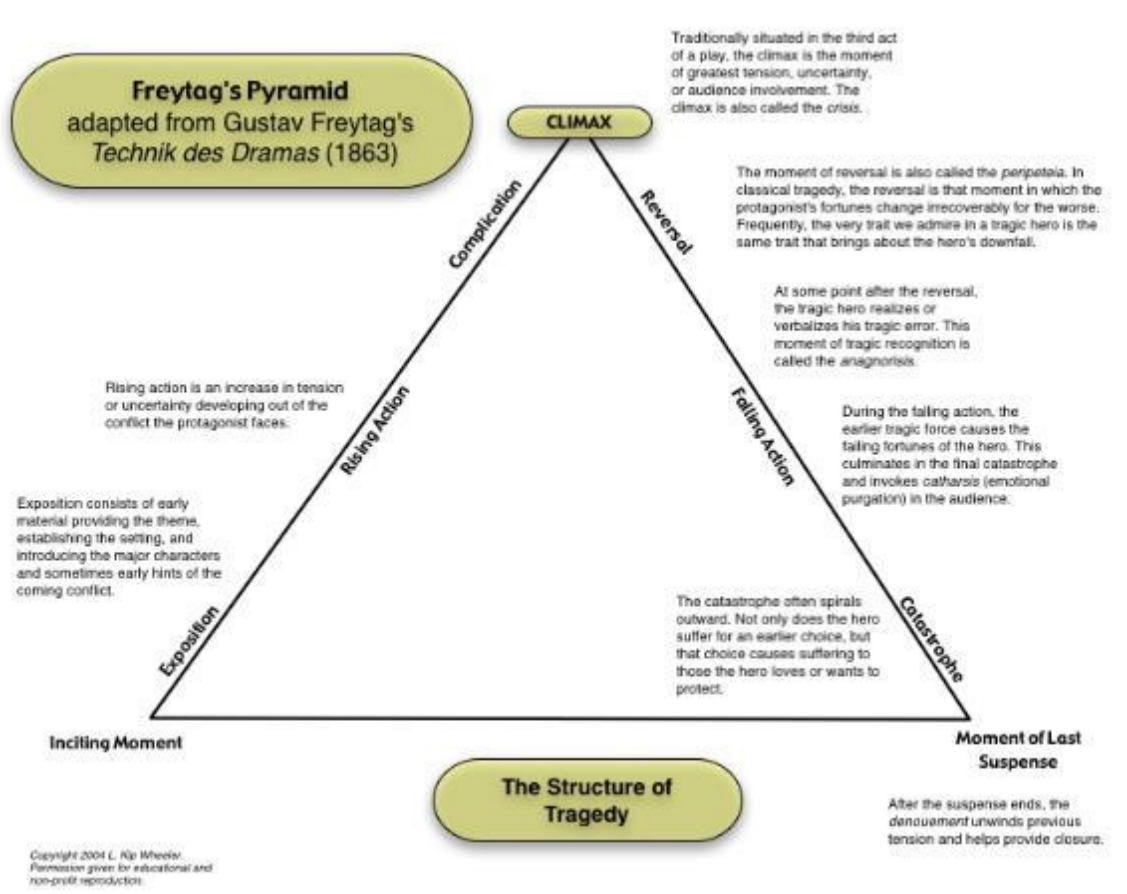 Freytag's Pyramid
adapted from Gustav Freytag's
Technik des Dramas (1863)
Traditionally situated in the third act
of a play, the climax is the moment
of greatest tension, uncertainty,
or audience involvement. The
climax is also called the crisis.
CLIMAX
Complication
Reversal
The moment of reversal is also called the peripeteia. In
classical tragedy, the reversal is that moment in which the
protagonist's fortunes change irrecoverably for the worse.
Frequently, the very trait we admire in a tragic hero is the
same trait that brings about the hero's downfall.
At some point after the reversal,
the tragic hero realizes or
verbalizes his tragic error. This
moment of tragic recognition is
called the anagnorisis.
Rising action is an increase in tension
or uncertainty developing out of the
conflict the protagonist faces.
Rising Action
Falling Action
During the falling action, the
earlier tragic force causes the
failing fortunes of the hero. This
culminates in the final catastrophe
and invokes catharsis (emotional
purgation) in the audience.
Exposition consists of early
material providing the theme,
establishing the setting, and
introducing the major characters
and sometimes early hints of the
coming conflict.
Exposition
The catastrophe often spirals
outward. Not only does the hero
suffer for an earlier choice, but
that choice causes suffering to
those the hero loves or wants to
protect.
Catastrophe
Inciting Moment
Moment of Last
Suspense
The Structure of
Tragedy
After the suspense ends, the
denouement unwinds previous
tension and helps provide closure.
Copyright 2004 L. Kip Wheeler.
Permission given for educational and
non-profit reproduction.